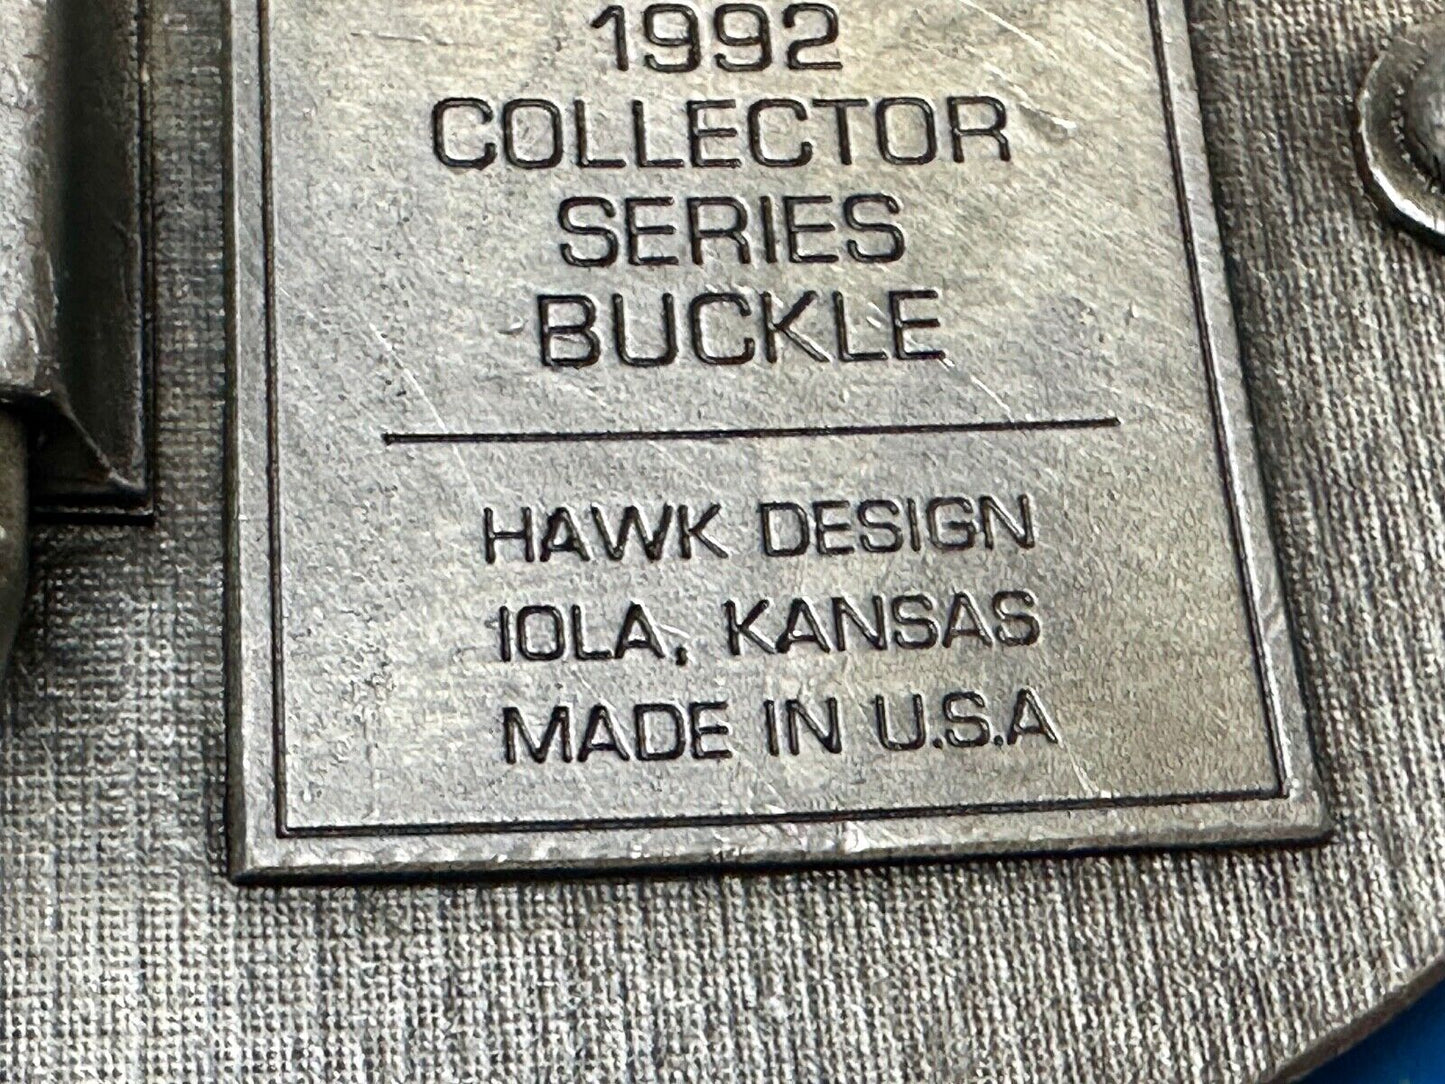 1992
COLLECTOR
SERIES
BUCKLE
HAWK DESIGN
IOLA, KANSAS
MADE IN U.S.A